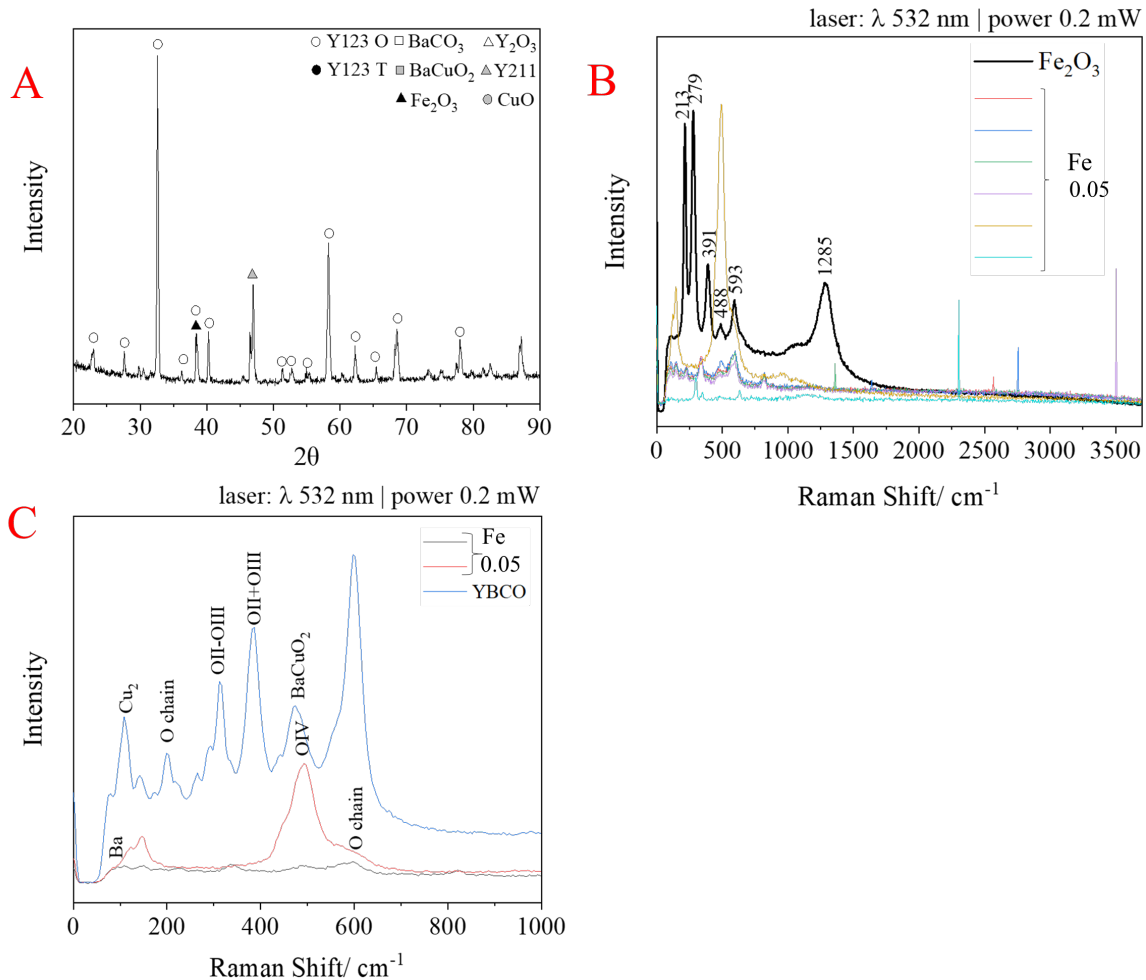 A
○ Y123 O □ BaCO₃ △ Y₂O₃
● Y123 T ■ BaCuO₂ ▲ Y211
▲ Fe₂O₃ ● CuO
Intensity
20 30 40 50 60 70 80 90
2θ
laser: λ 532 nm | power 0.2 mW
B
Fe₂O₃
Fe
0.05
213
279
391
488
593
1285
Intensity
0 500 1000 1500 2000 2500 3000 3500
Raman Shift/ cm⁻¹
laser: λ 532 nm | power 0.2 mW
C
Fe
0.05
YBCO
Ba
Cu₂
O chain
OII-OIII
OII+OIII
BaCuO₂
OIV
O chain
Intensity
0 200 400 600 800 1000
Raman Shift/ cm⁻¹